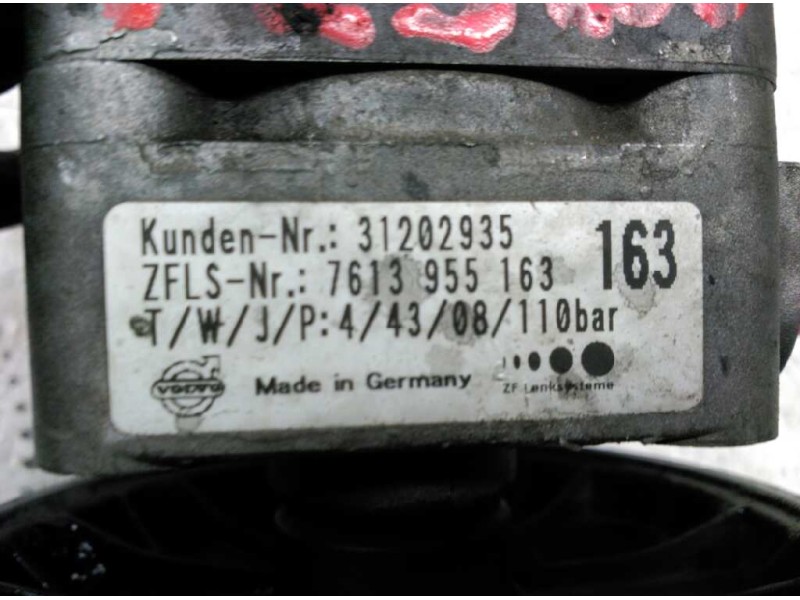 Kunden-Nr.: 31202935
163
ZFLS-Nr.: 7613 955 163
T/W/J/P:4/43/08/110bar
VOLVO
Made in Germany
ZF Lenksysteme